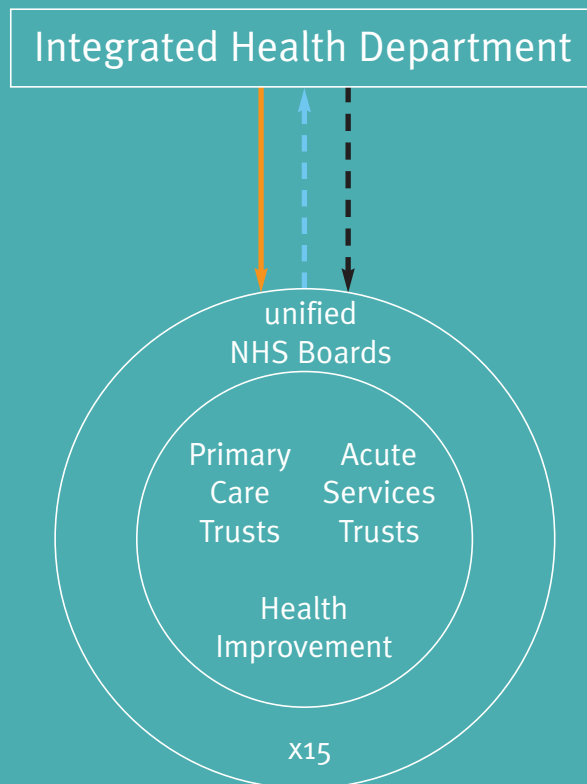 Integrated Health Department
unified
NHS Boards
Primary
Care
Trusts
Acute
Services
Trusts
Health
Improvement
x15